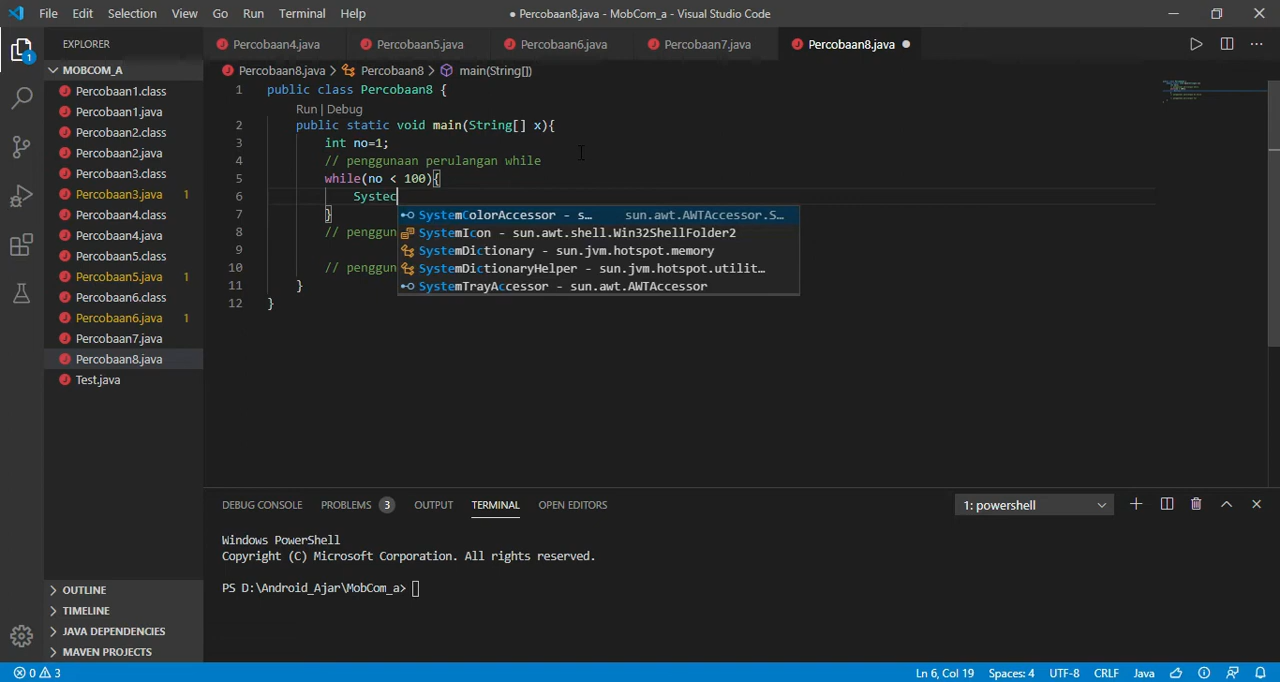 File Edit Selection View Go Run Terminal Help
● Percobaan8.java - MobCom_a - Visual Studio Code
EXPLORER
Percobaan4.java Percobaan5.java Percobaan6.java Percobaan7.java Percobaan8.java
MOBCOM_A
Percobaan1.class
Percobaan1.java
Percobaan2.class
Percobaan2.java
Percobaan3.class
Percobaan3.java 1
Percobaan4.class
Percobaan4.java
Percobaan5.class
Percobaan5.java 1
Percobaan6.class
Percobaan6.java 1
Percobaan7.java
Percobaan8.java
Test.java
OUTLINE
TIMELINE
JAVA DEPENDENCIES
MAVEN PROJECTS
Percobaan8.java > Percobaan8 > main(String[])
1 public class Percobaan8 {
Run | Debug
2 public static void main(String[] x){
3 int no=1;
4 // penggunaan perulangan while
5 while(no < 100){
6 Systec
7 }
8 // penggun
9
10 // penggun
11 }
12 }
SystemColorAccessor - s… sun.awt.AWTAccessor.S…
SystemIcon - sun.awt.shell.Win32ShellFolder2
SystemDictionary - sun.jvm.hotspot.memory
SystemDictionaryHelper - sun.jvm.hotspot.utilit…
SystemTrayAccessor - sun.awt.AWTAccessor
DEBUG CONSOLE PROBLEMS 3 OUTPUT TERMINAL OPEN EDITORS
1: powershell
Windows PowerShell
Copyright (C) Microsoft Corporation. All rights reserved.
PS D:\Android_Ajar\MobCom_a>
1
0 3
Ln 6, Col 19 Spaces: 4 UTF-8 CRLF Java